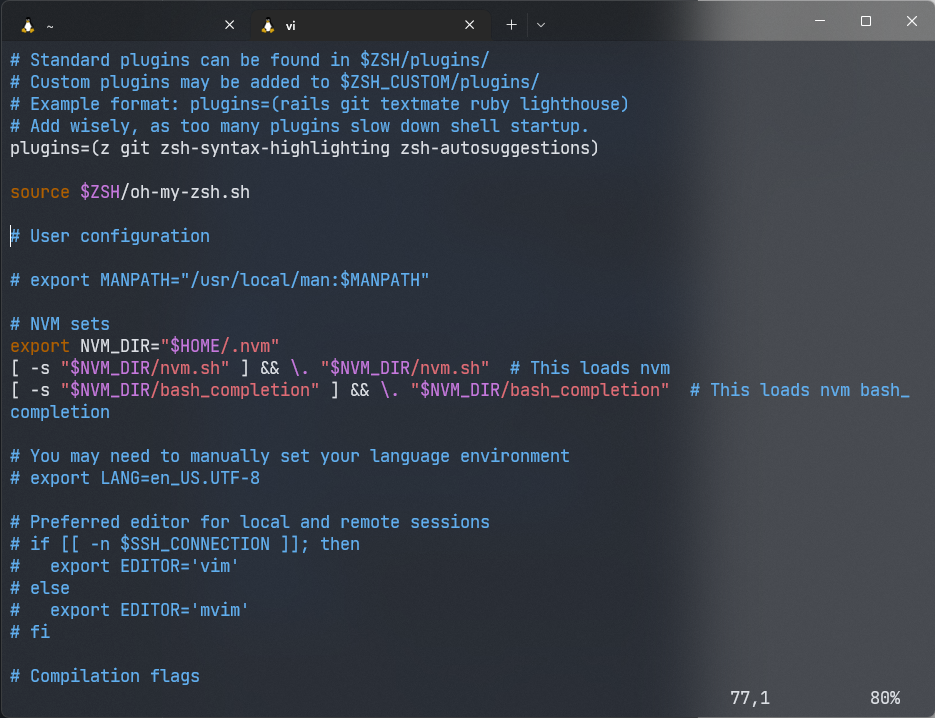 ~
vi
# Standard plugins can be found in $ZSH/plugins/
# Custom plugins may be added to $ZSH_CUSTOM/plugins/
# Example format: plugins=(rails git textmate ruby lighthouse)
# Add wisely, as too many plugins slow down shell startup.
plugins=(z git zsh-syntax-highlighting zsh-autosuggestions)
source $ZSH/oh-my-zsh.sh
# User configuration
# export MANPATH="/usr/local/man:$MANPATH"
# NVM sets
export NVM_DIR="$HOME/.nvm"
[ -s "$NVM_DIR/nvm.sh" ] && \. "$NVM_DIR/nvm.sh"  # This loads nvm
[ -s "$NVM_DIR/bash_completion" ] && \. "$NVM_DIR/bash_completion"  # This loads nvm bash_
completion
# You may need to manually set your language environment
# export LANG=en_US.UTF-8
# Preferred editor for local and remote sessions
# if [[ -n $SSH_CONNECTION ]]; then
#   export EDITOR='vim'
# else
#   export EDITOR='mvim'
# fi
# Compilation flags
77,1 80%